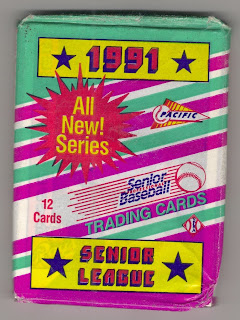 1991
All
New!
Series
PACIFIC
12
Cards
Senior
Baseball
TRADING CARDS
SENIOR
LEAGUE